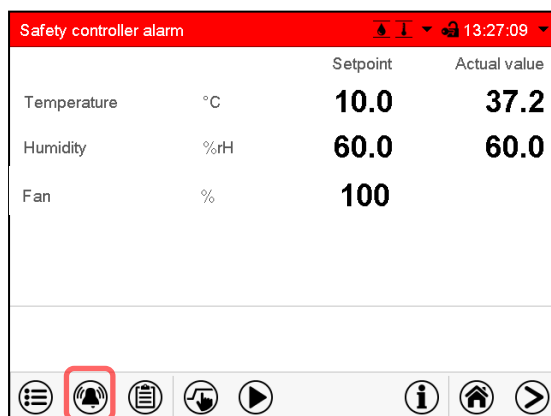 Safety controller alarm 13:27:09
Setpoint Actual value
Temperature °C 10.0 37.2
Humidity %rH 60.0 60.0
Fan % 100